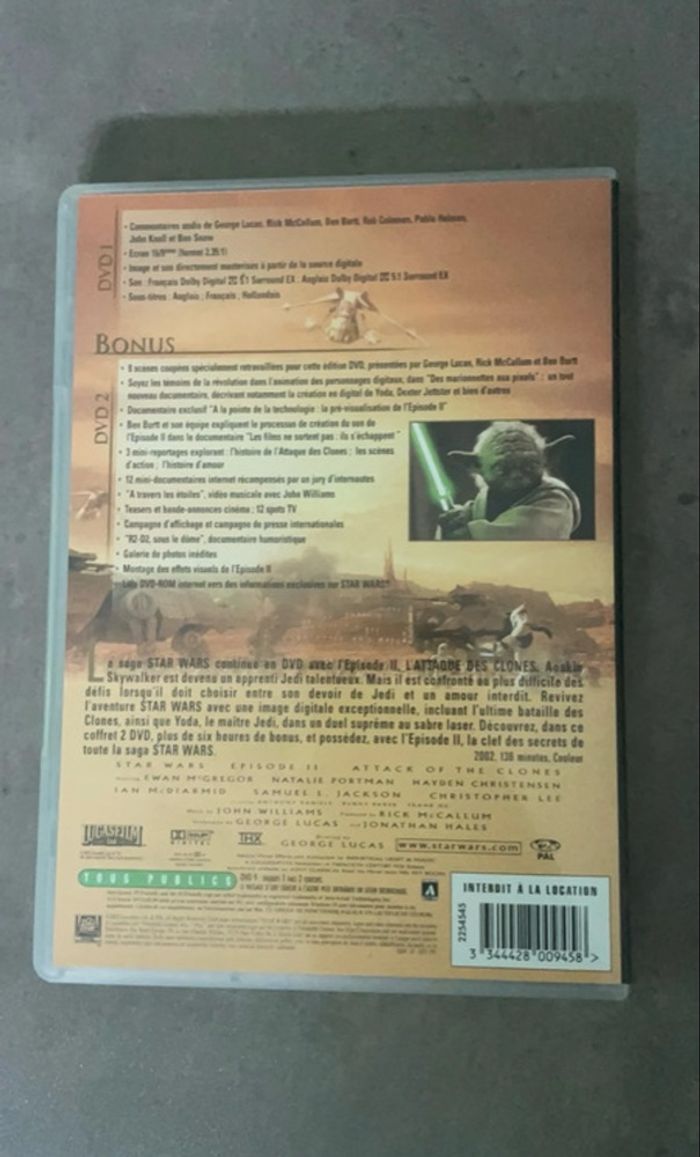 DVD 1
• Commentaires audio de George Lucas, Rick McCallum, Ben Burtt, Rob Coleman, Pablo Helman,
John Knoll et Ben Snow
• Ecran 16/9ème (format 2.35:1)
• Image et son directement masterisés à partir de la source digitale
• Son : Français Dolby Digital 5.1 Surround EX ; Anglais Dolby Digital 5.1 Surround EX
• Sous-titres : Anglais ; Français ; Hollandais
BONUS
DVD 2
• 8 scènes coupées spécialement retravaillées pour cette édition DVD, présentées par George Lucas, Rick McCallum et Ben Burtt
• Soyez les témoins de la révolution dans l'animation des personnages digitaux, dans "Des marionnettes aux pixels" : un tout
nouveau documentaire, décrivant notamment la création en digital de Yoda, Dexter Jettster et bien d'autres
• Documentaire exclusif "A la pointe de la technologie : la pré-visualisation de l'Episode II"
• Ben Burtt et son équipe expliquent le processus de création du son de
l'Episode II dans le documentaire "Les films ne sortent pas : ils s'échappent"
• 3 mini-reportages explorant : l'histoire de l'Attaque des Clones ; les scènes
d'action ; l'histoire d'amour
• 12 mini-documentaires internet récompensés par un jury d'internautes
• "A travers les étoiles", vidéo musicale avec John Williams
• Teasers et bande-annonces cinéma ; 12 spots TV
• Campagne d'affichage et campagne de presse internationales
• "R2-D2, sous le dôme", documentaire humoristique
• Galerie de photos inédites
• Montage des effets visuels de l'Episode II
• Lien DVD-ROM internet vers des informations exclusives sur STAR WARS
La saga STAR WARS continue en DVD avec l'Episode II, L'ATTAQUE DES CLONES. Anakin
Skywalker est devenu un apprenti Jedi talentueux. Mais il est confronté au plus difficile des
défis lorsqu'il doit choisir entre son devoir de Jedi et un amour interdit. Revivez
l'aventure STAR WARS avec une image digitale exceptionnelle, incluant l'ultime bataille des
Clones, ainsi que Yoda, le maître Jedi, dans un duel suprême au sabre laser. Découvrez, dans ce
coffret 2 DVD, plus de six heures de bonus, et possédez, avec l'Episode II, la clef des secrets de
toute la saga STAR WARS.
2002, 136 minutes, Couleur
STAR WARS EPISODE II ATTACK OF THE CLONES
EWAN McGREGOR NATALIE PORTMAN HAYDEN CHRISTENSEN
IAN McDIARMID SAMUEL L. JACKSON CHRISTOPHER LEE
JOHN WILLIAMS RICK McCALLUM
GEORGE LUCAS and JONATHAN HALES
GEORGE LUCAS
LUCASFILM
DOLBY
DIGITAL
THX
www.starwars.com
PAL
TOUS PUBLICS
INTERDIT À LA LOCATION
2254545
3 344428 009458 >